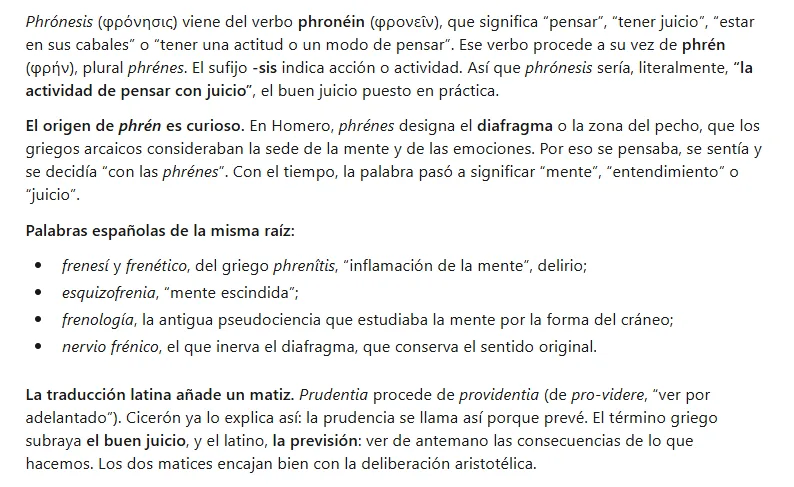 Phrónesis (φρόνησις) viene del verbo phronéin (φρονεῖν), que significa “pensar”, “tener juicio”, “estar
en sus cabales” o “tener una actitud o un modo de pensar”. Ese verbo procede a su vez de phrén
(φρήν), plural phrénes. El sufijo -sis indica acción o actividad. Así que phrónesis sería, literalmente, “la
actividad de pensar con juicio”, el buen juicio puesto en práctica.
El origen de phrén es curioso. En Homero, phrénes designa el diafragma o la zona del pecho, que los
griegos arcaicos consideraban la sede de la mente y de las emociones. Por eso se pensaba, se sentía y
se decidía “con las phrénes”. Con el tiempo, la palabra pasó a significar “mente”, “entendimiento” o
“juicio”.
Palabras españolas de la misma raíz:
• frenesí y frenético, del griego phrenîtis, “inflamación de la mente”, delirio;
• esquizofrenia, “mente escindida”;
• frenología, la antigua pseudociencia que estudiaba la mente por la forma del cráneo;
• nervio frénico, el que inerva el diafragma, que conserva el sentido original.
La traducción latina añade un matiz. Prudentia procede de providentia (de pro-videre, “ver por
adelantado”). Cicerón ya lo explica así: la prudencia se llama así porque prevé. El término griego
subraya el buen juicio, y el latino, la previsión: ver de antemano las consecuencias de lo que
hacemos. Los dos matices encajan bien con la deliberación aristotélica.